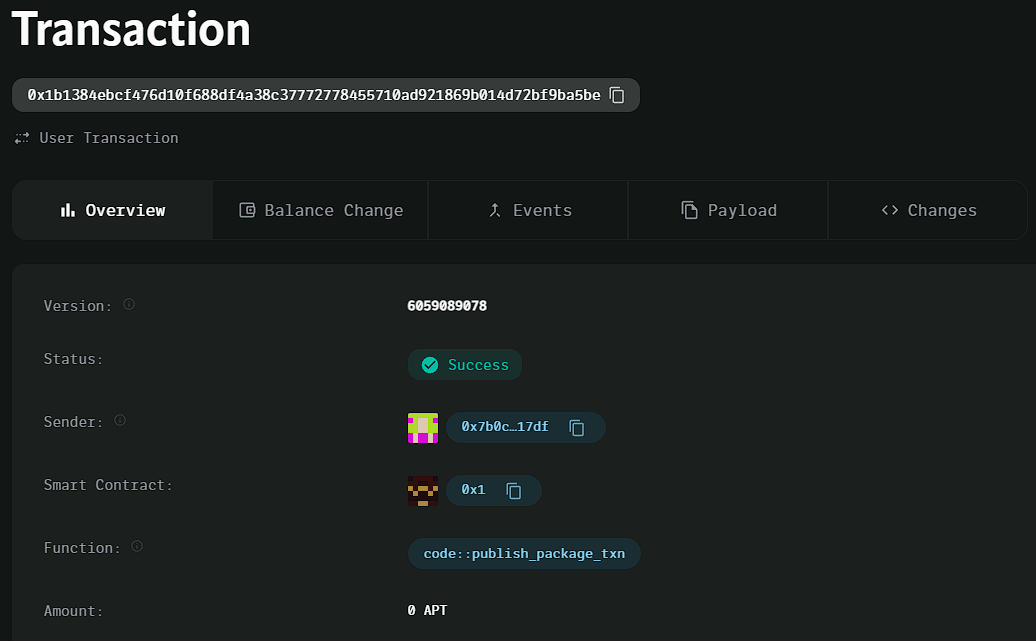 Transaction
0x1b1384ebcf476d10f688df4a38c37772778455710ad921869b014d72bf9ba5be
User Transaction
Overview Balance Change Events Payload Changes
Version: 6059089078
Status: Success
Sender: 0x7b0c…17df
Smart Contract: 0x1
Function: code::publish_package_txn
Amount: 0 APT